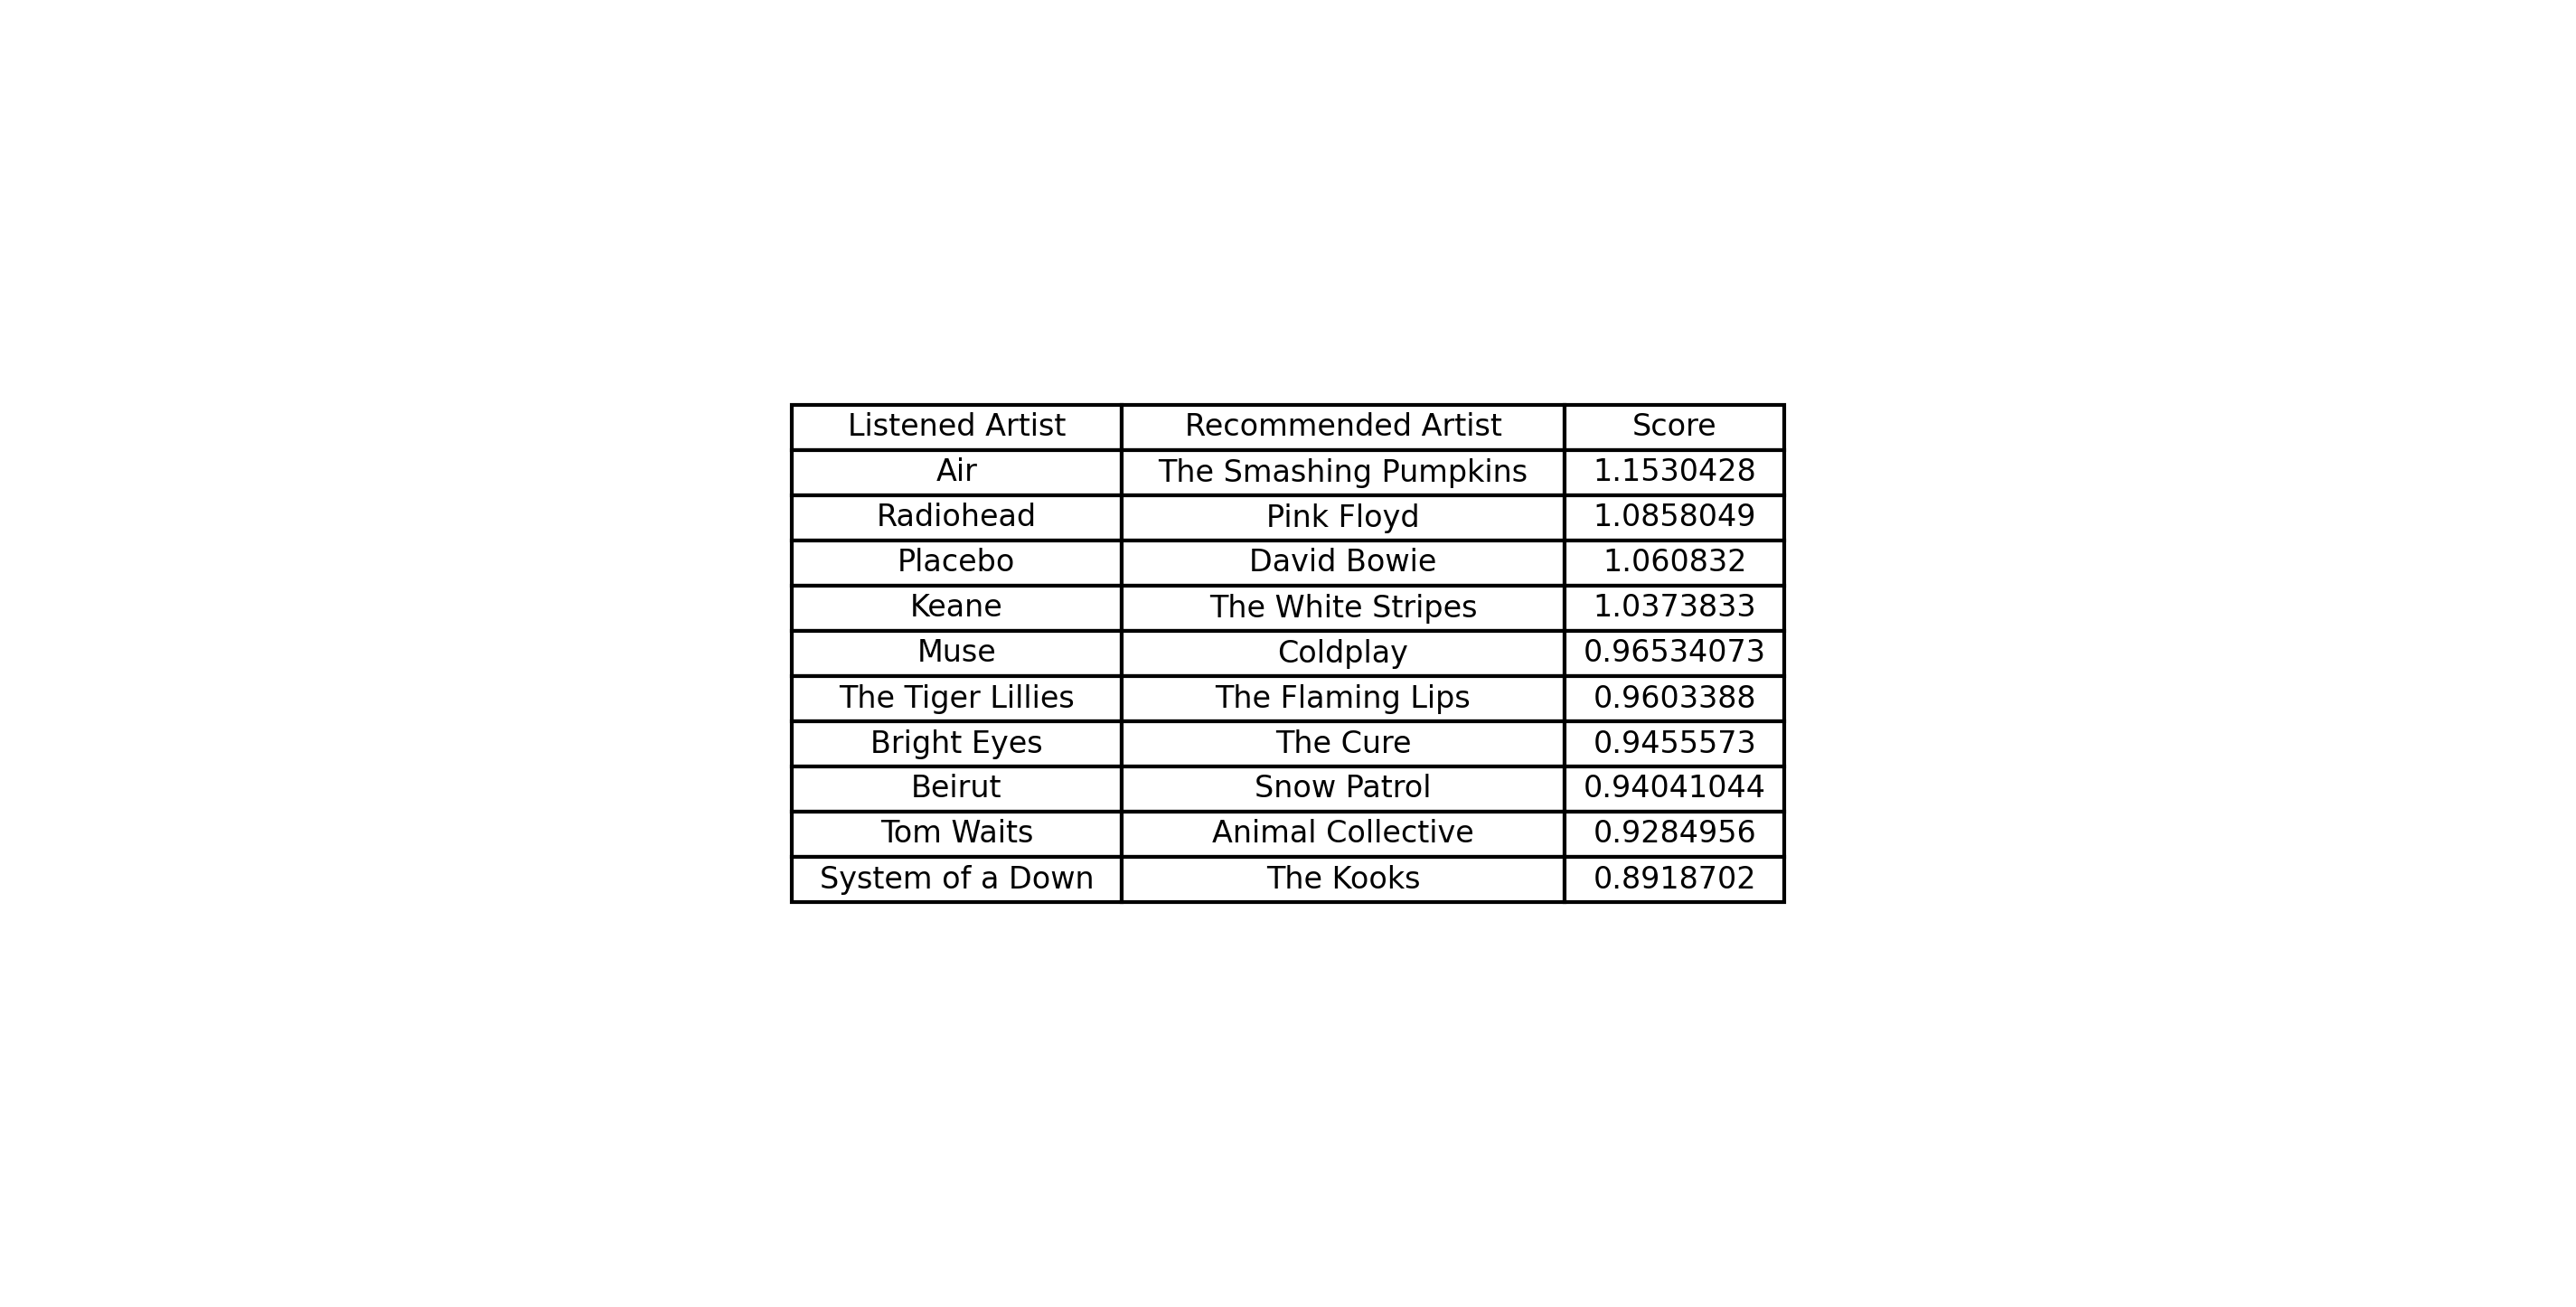 Listened Artist Recommended Artist Score
Air The Smashing Pumpkins 1.1530428
Radiohead Pink Floyd 1.0858049
Placebo David Bowie 1.060832
Keane The White Stripes 1.0373833
Muse Coldplay 0.96534073
The Tiger Lillies The Flaming Lips 0.9603388
Bright Eyes The Cure 0.9455573
Beirut Snow Patrol 0.94041044
Tom Waits Animal Collective 0.9284956
System of a Down The Kooks 0.8918702